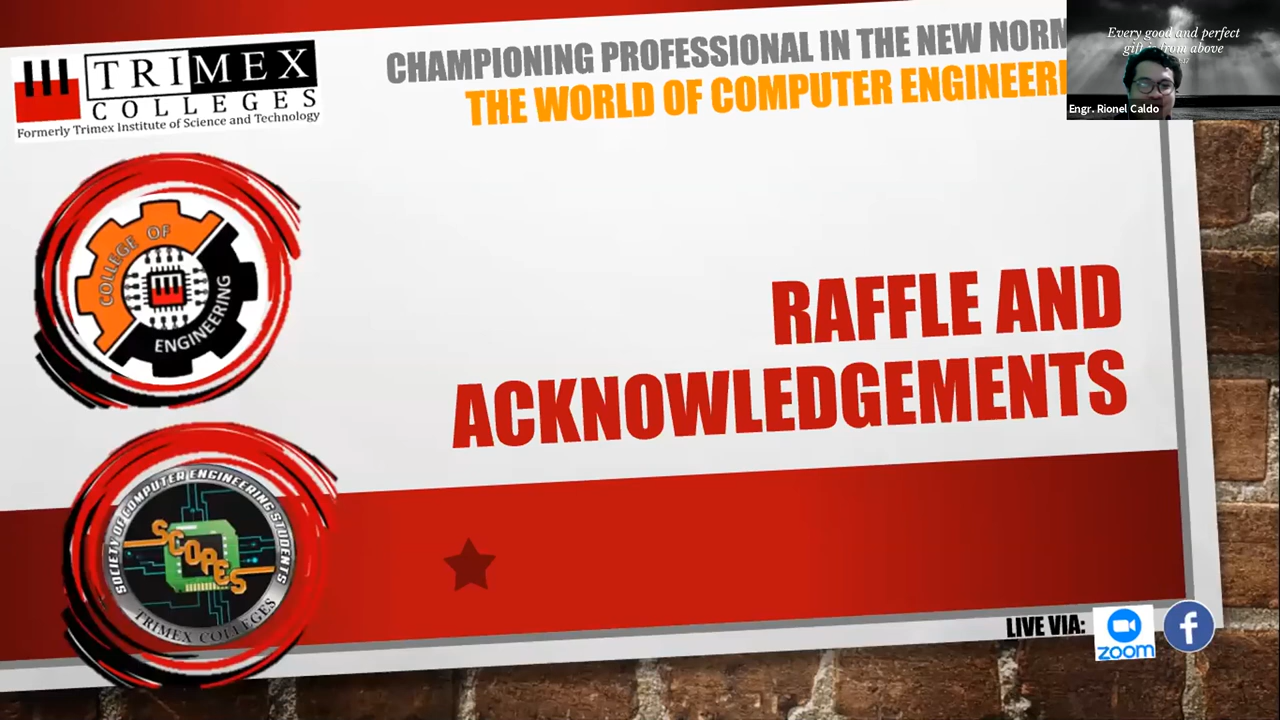 TRIMEX
COLLEGES
Formerly Trimex Institute of Science and Technology
CHAMPIONING PROFESSIONAL IN THE NEW NORM
THE WORLD OF COMPUTER ENGINEERI
Every good and perfect
gift is from above
Engr. Rionel Caldo
COLLEGE OF
ENGINEERING
RAFFLE AND
ACKNOWLEDGEMENTS
SOCIETY OF COMPUTER ENGINEERING STUDENTS
SCOPES
TRIMEX COLLEGES
LIVE VIA:
zoom
f